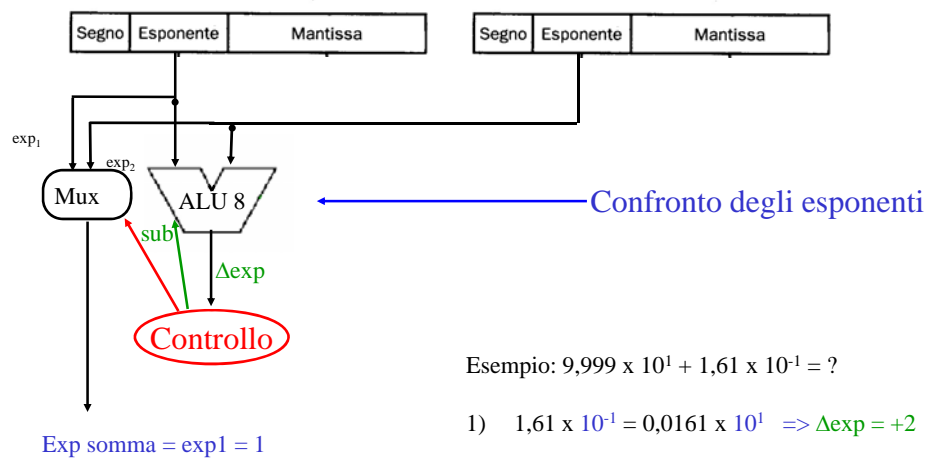 Segno Esponente Mantissa
Segno Esponente Mantissa
exp₁
exp₂
Mux
ALU 8
Confronto degli esponenti
sub
Δexp
Controllo
Esempio: 9,999 x 10¹ + 1,61 x 10⁻¹ = ?
1) 1,61 x 10⁻¹ = 0,0161 x 10¹ => Δexp = +2
Exp somma = exp1 = 1